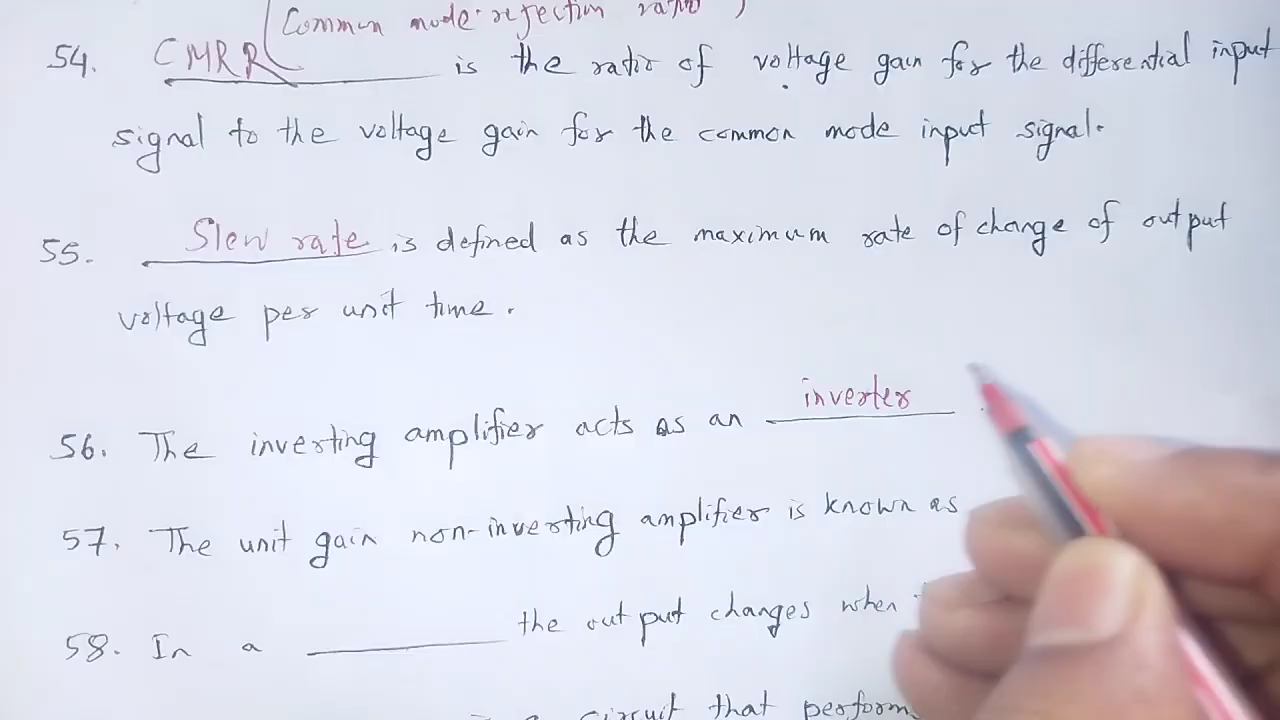 (Common mode rejection ratio)
54. CMRR is the ratio of voltage gain for the differential input
signal to the voltage gain for the common mode input signal.
55. Slew rate is defined as the maximum rate of change of output
voltage per unit time.
56. The inverting amplifier acts as an inverter
57. The unit gain non-inverting amplifier is known as
58. In a ________ the output changes when
circuit that perform